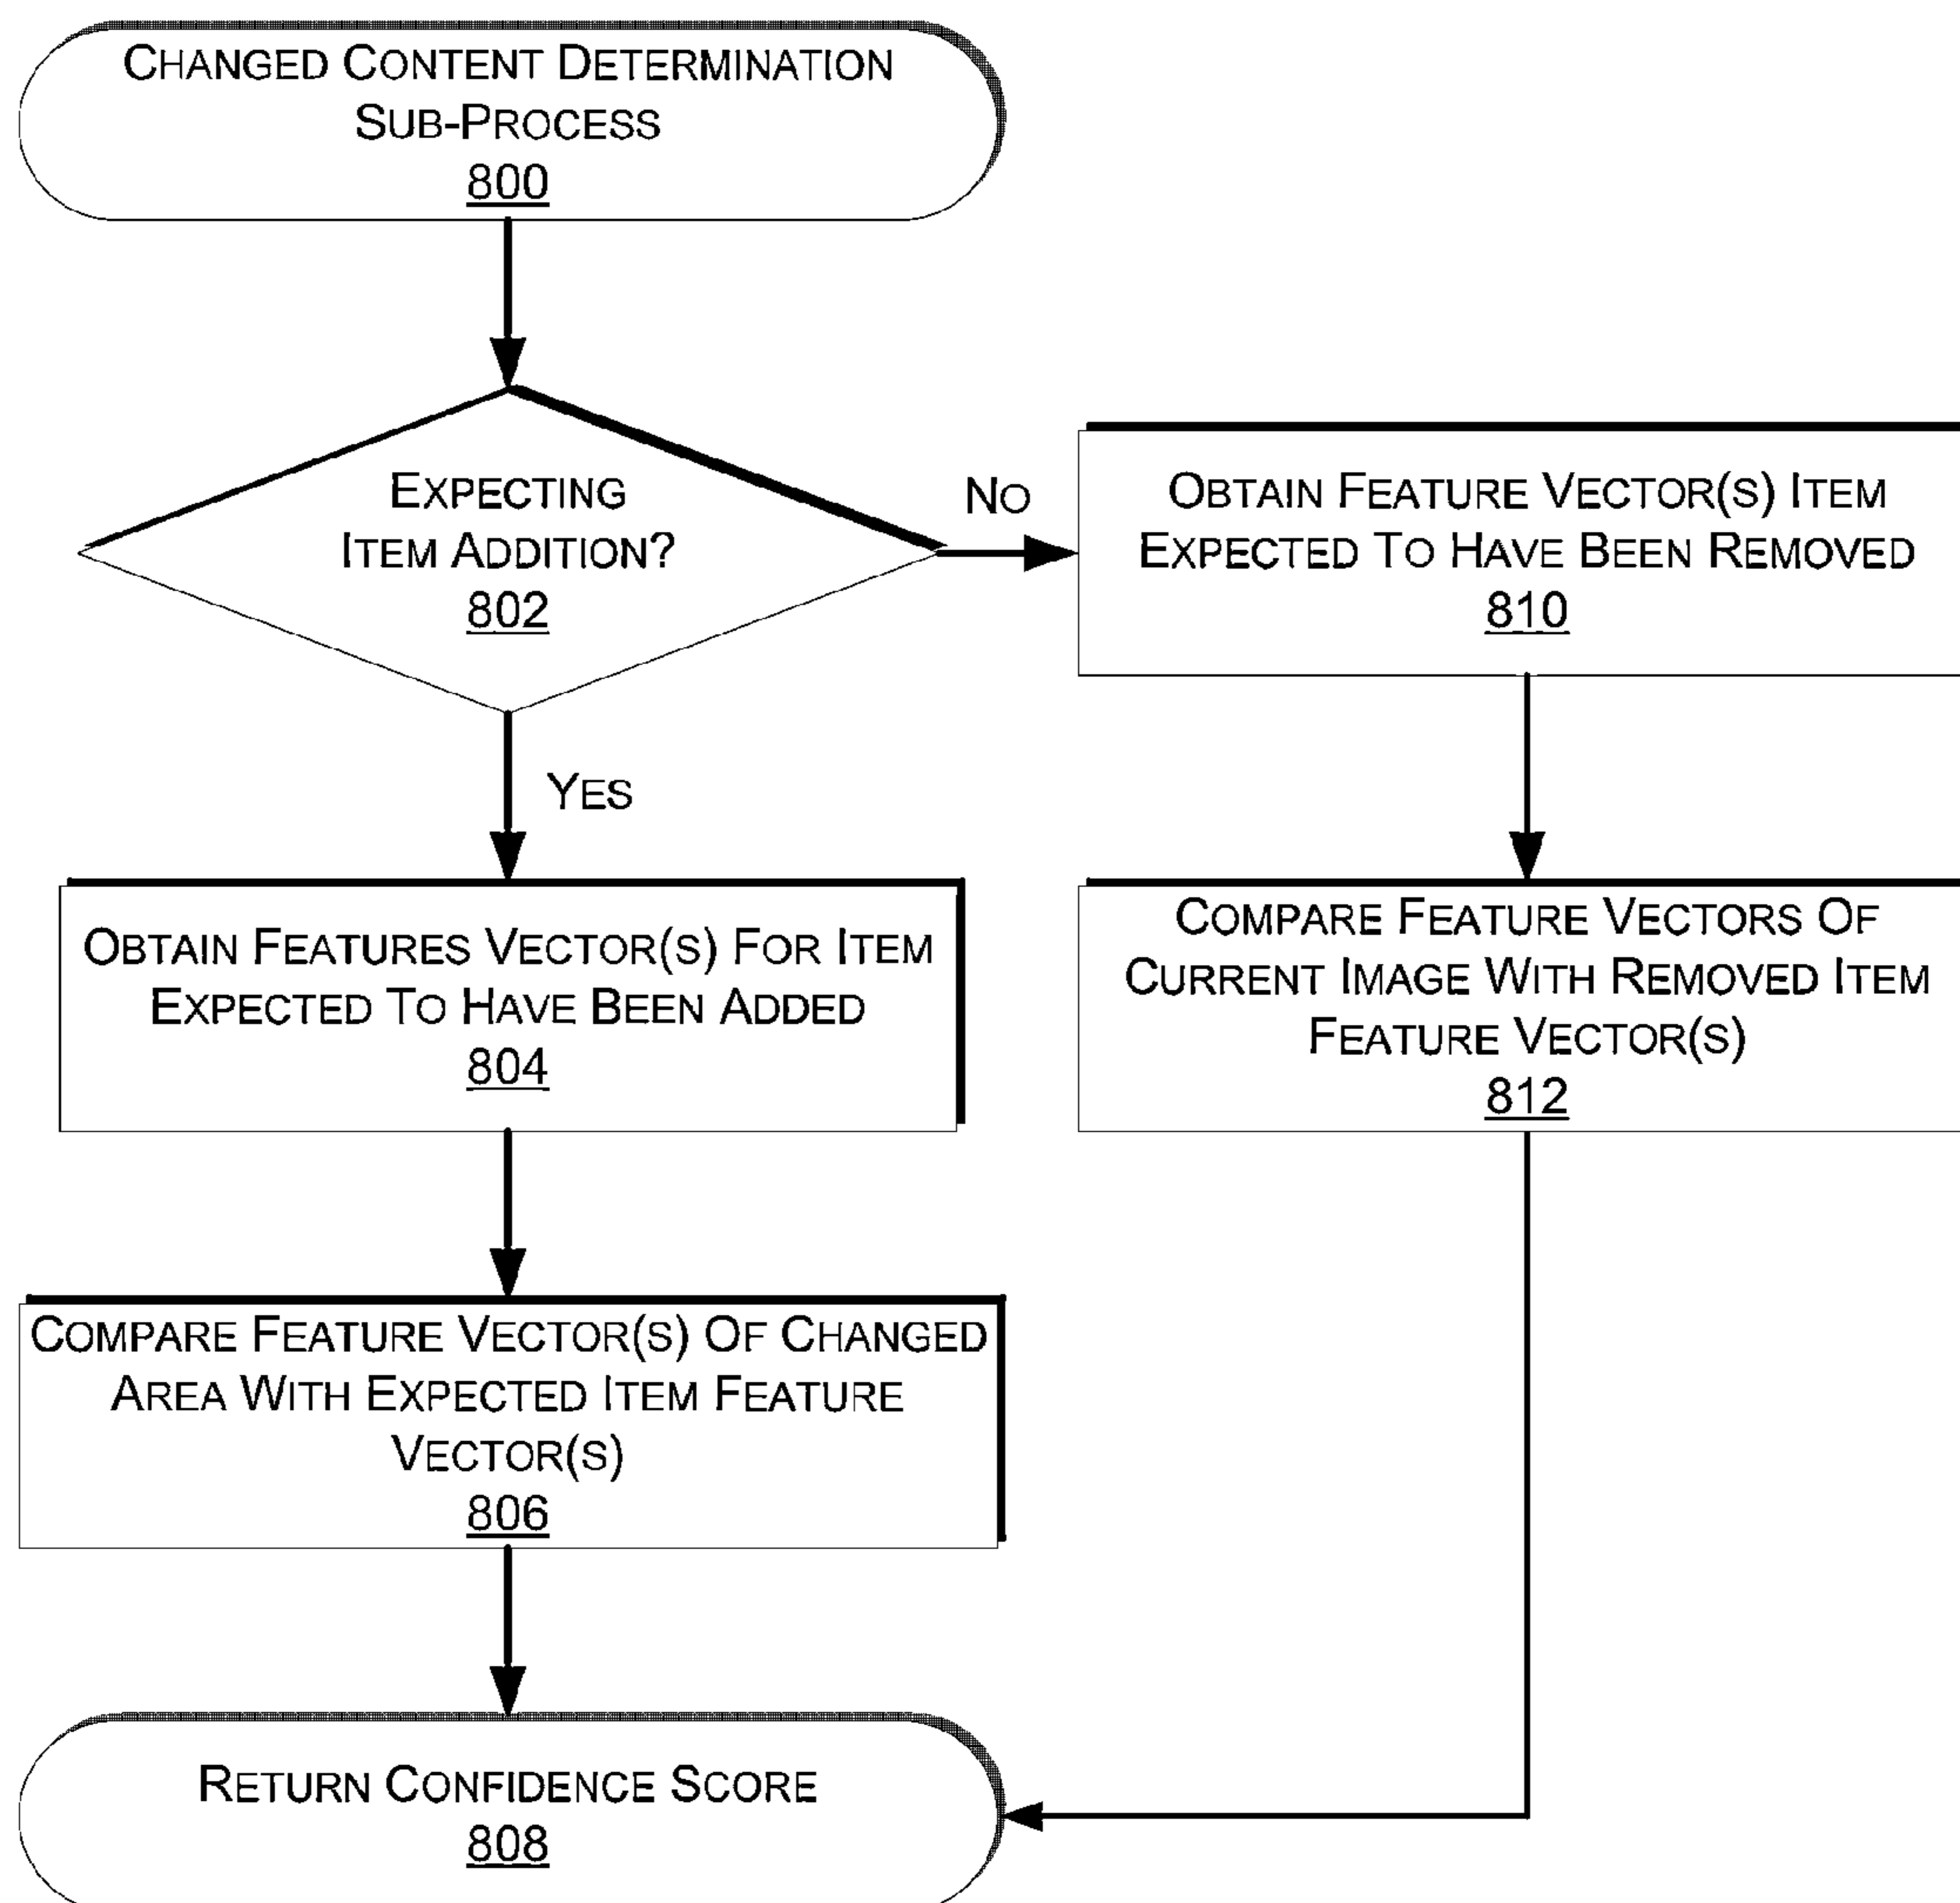 CHANGED CONTENT DETERMINATION
SUB-PROCESS
800
EXPECTING
ITEM ADDITION?
802
NO
OBTAIN FEATURE VECTOR(S) ITEM
EXPECTED TO HAVE BEEN REMOVED
810
YES
OBTAIN FEATURES VECTOR(S) FOR ITEM
EXPECTED TO HAVE BEEN ADDED
804
COMPARE FEATURE VECTORS OF
CURRENT IMAGE WITH REMOVED ITEM
FEATURE VECTOR(S)
812
COMPARE FEATURE VECTOR(S) OF CHANGED
AREA WITH EXPECTED ITEM FEATURE
VECTOR(S)
806
RETURN CONFIDENCE SCORE
808